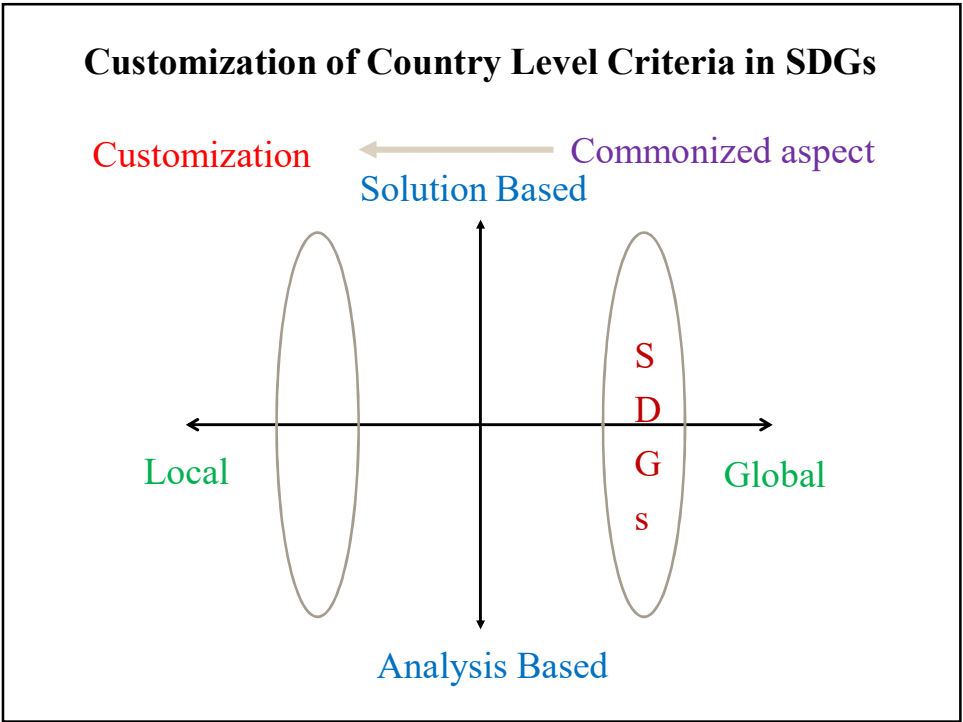 Customization of Country Level Criteria in SDGs
Customization
Commonized aspect
Solution Based
S
D
G
s
Local
Global
Analysis Based